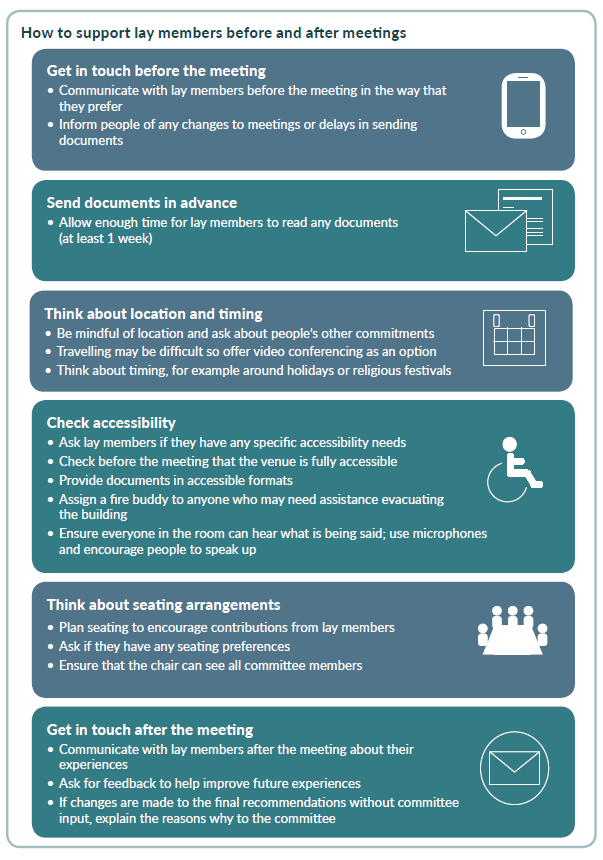 How to support lay members before and after meetings
Get in touch before the meeting
• Communicate with lay members before the meeting in the way that
they prefer
• Inform people of any changes to meetings or delays in sending
documents
Send documents in advance
• Allow enough time for lay members to read any documents
(at least 1 week)
Think about location and timing
• Be mindful of location and ask about people's other commitments
• Travelling may be difficult so offer video conferencing as an option
• Think about timing, for example around holidays or religious festivals
Check accessibility
• Ask lay members if they have any specific accessibility needs
• Check before the meeting that the venue is fully accessible
• Provide documents in accessible formats
• Assign a fire buddy to anyone who may need assistance evacuating
the building
• Ensure everyone in the room can hear what is being said; use microphones
and encourage people to speak up
Think about seating arrangements
• Plan seating to encourage contributions from lay members
• Ask if they have any seating preferences
• Ensure that the chair can see all committee members
Get in touch after the meeting
• Communicate with lay members after the meeting about their
experiences
• Ask for feedback to help improve future experiences
• If changes are made to the final recommendations without committee
input, explain the reasons why to the committee